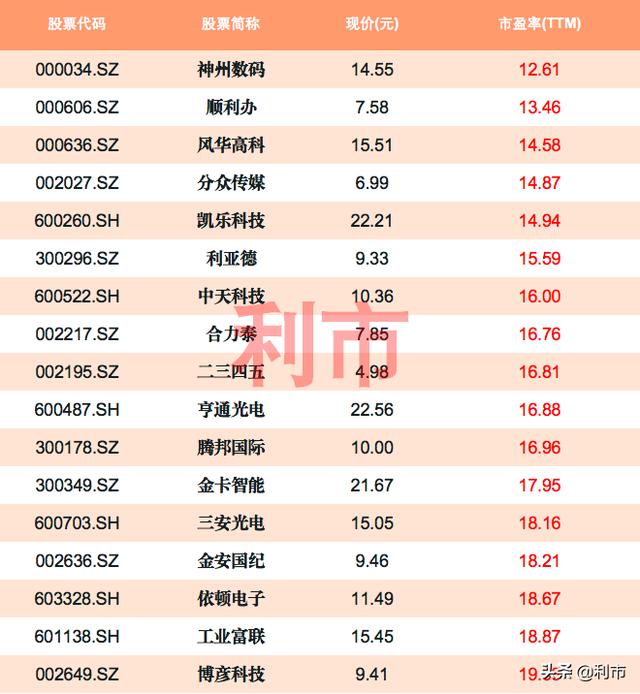 股票代码 股票简称 现价(元) 市盈率(TTM)
000034.SZ 神州数码 14.55 12.61
000606.SZ 顺利办 7.58 13.46
000636.SZ 风华高科 15.51 14.58
002027.SZ 分众传媒 6.99 14.87
600260.SH 凯乐科技 22.21 14.94
300296.SZ 利亚德 9.33 15.59
600522.SH 中天科技 10.36 16.00
002217.SZ 合力泰 7.85 16.76
002195.SZ 二三四五 4.98 16.81
600487.SH 亨通光电 22.56 16.88
300178.SZ 腾邦国际 10.00 16.96
300349.SZ 金卡智能 21.67 17.95
600703.SH 三安光电 15.05 18.16
002636.SZ 金安国纪 9.46 18.21
603328.SH 依顿电子 11.49 18.67
601138.SH 工业富联 15.45 18.87
002649.SZ 博彦科技 9.41
利市
头条 @利市